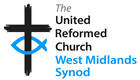 The
United
Reformed
Church
West Midlands
Synod